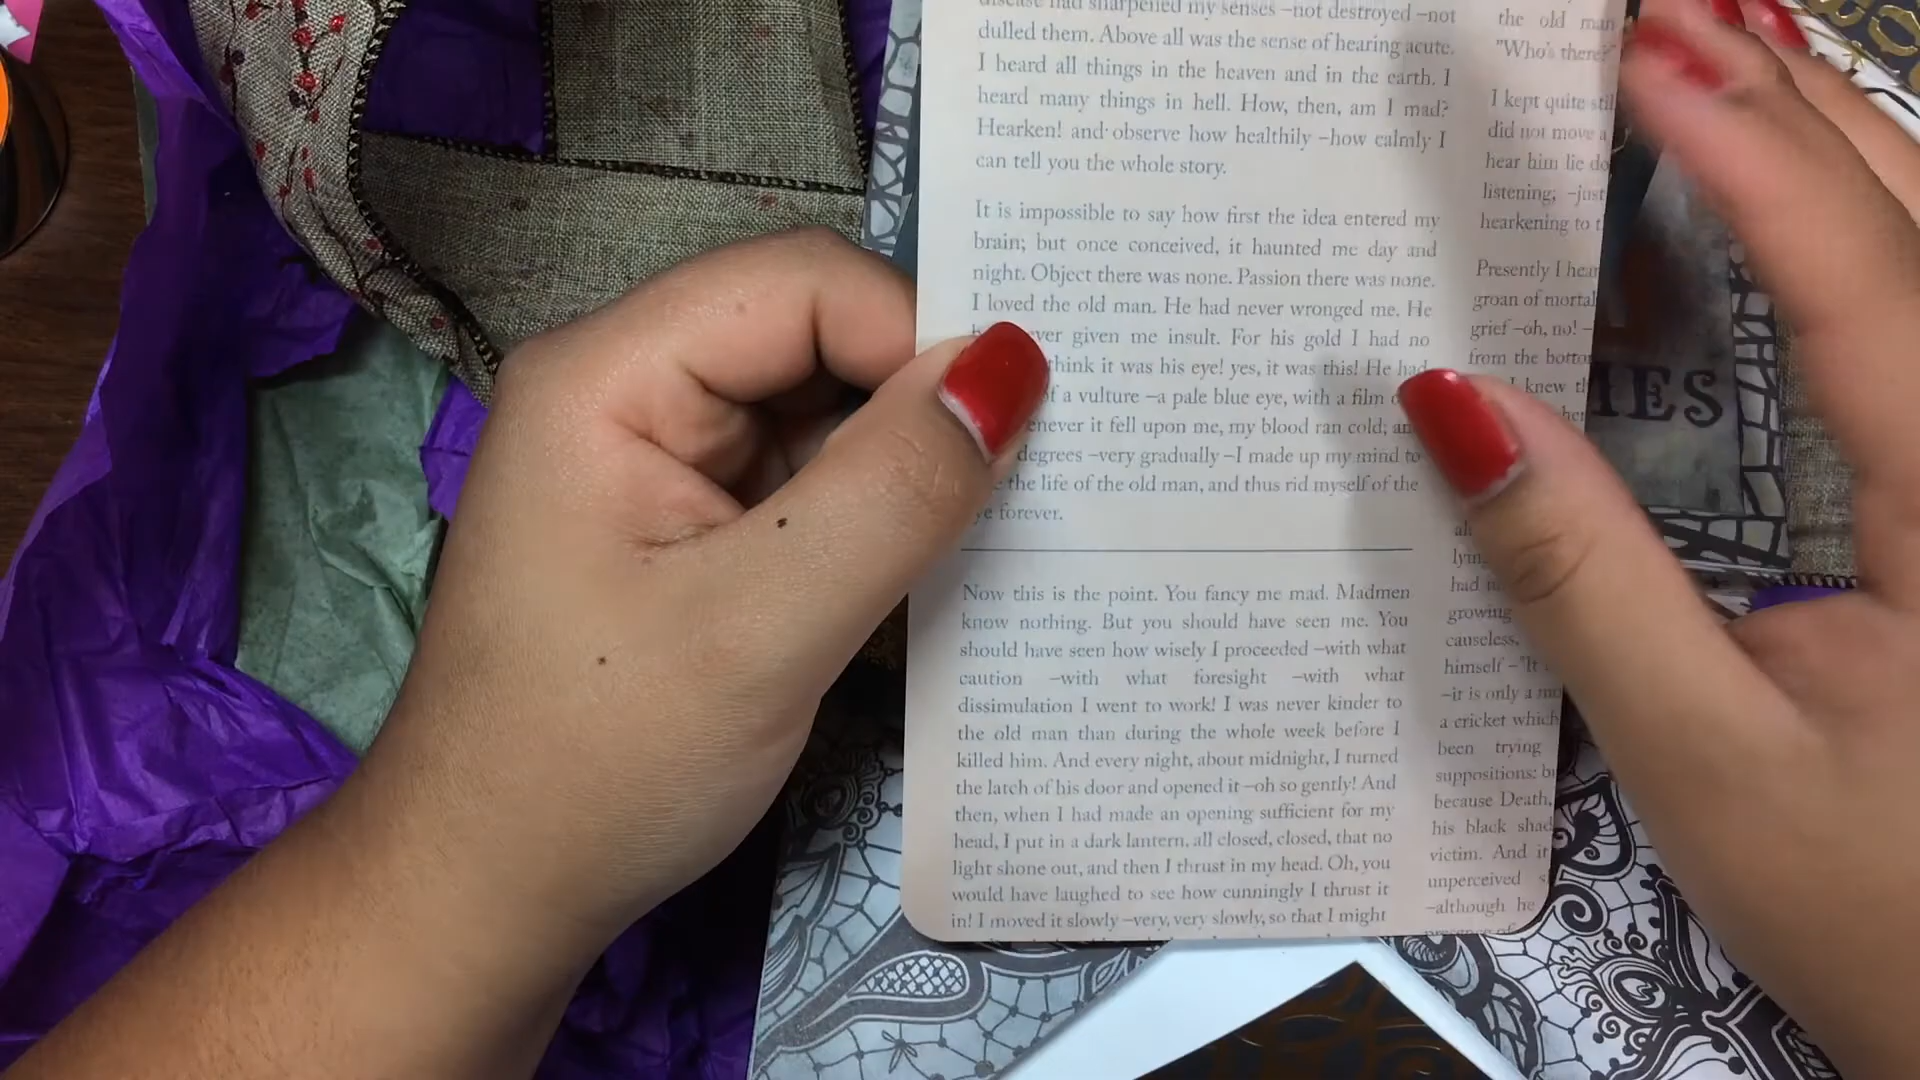 disease had sharpened my senses –not destroyed –not
dulled them. Above all was the sense of hearing acute.
I heard all things in the heaven and in the earth. I
heard many things in hell. How, then, am I mad?
Hearken! and observe how healthily –how calmly I
can tell you the whole story.
It is impossible to say how first the idea entered my
brain; but once conceived, it haunted me day and
night. Object there was none. Passion there was none.
I loved the old man. He had never wronged me. He
given me insult. For his gold I had no
think it was his eye! yes, it was this! He had
of a vulture –a pale blue eye, with a film
it fell upon me, my blood ran cold;
degrees –very gradually –I made up my mind to
the life of the old man, and thus rid myself of the
forever.
Now this is the point. You fancy me mad. Madmen
know nothing. But you should have seen me. You
should have seen how wisely I proceeded –with what
caution –with what foresight –with what
dissimulation I went to work! I was never kinder to
the old man than during the whole week before I
killed him. And every night, about midnight, I turned
the latch of his door and opened it –oh so gently! And
then, when I had made an opening sufficient for my
head, I put in a dark lantern, all closed, closed, that no
light shone out, and then I thrust in my head. Oh, you
would have laughed to see how cunningly I thrust it
in! I moved it slowly –very, very slowly, so that I might
the old man
"Who's there?"
I kept quite
did not move a
hear him lie
listening; –just
hearkening to
Presently I
groan of mortal
grief –oh, no! –
from the
I knew
lying
had
growing
causeless,
himself –"It
–it is only a
a cricket which
been trying
suppositions:
because Death,
his black
victim. And it
unperceived
–although he
presence of
IES